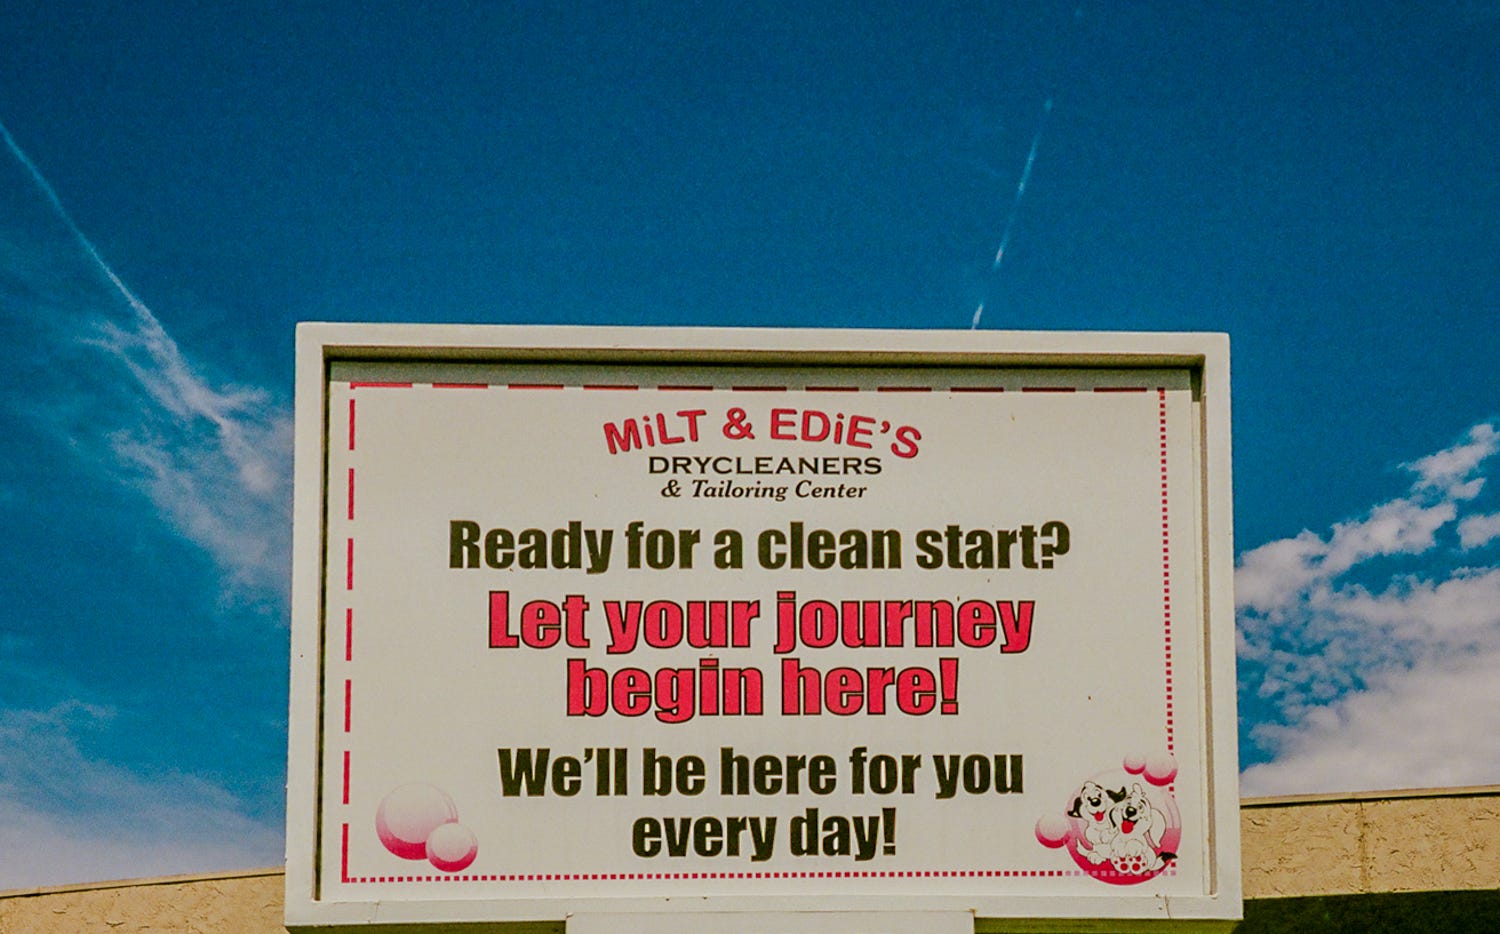 MiLT & EDiE'S
DRYCLEANERS
& Tailoring Center
Ready for a clean start?
Let your journey
begin here!
We'll be here for you
every day!